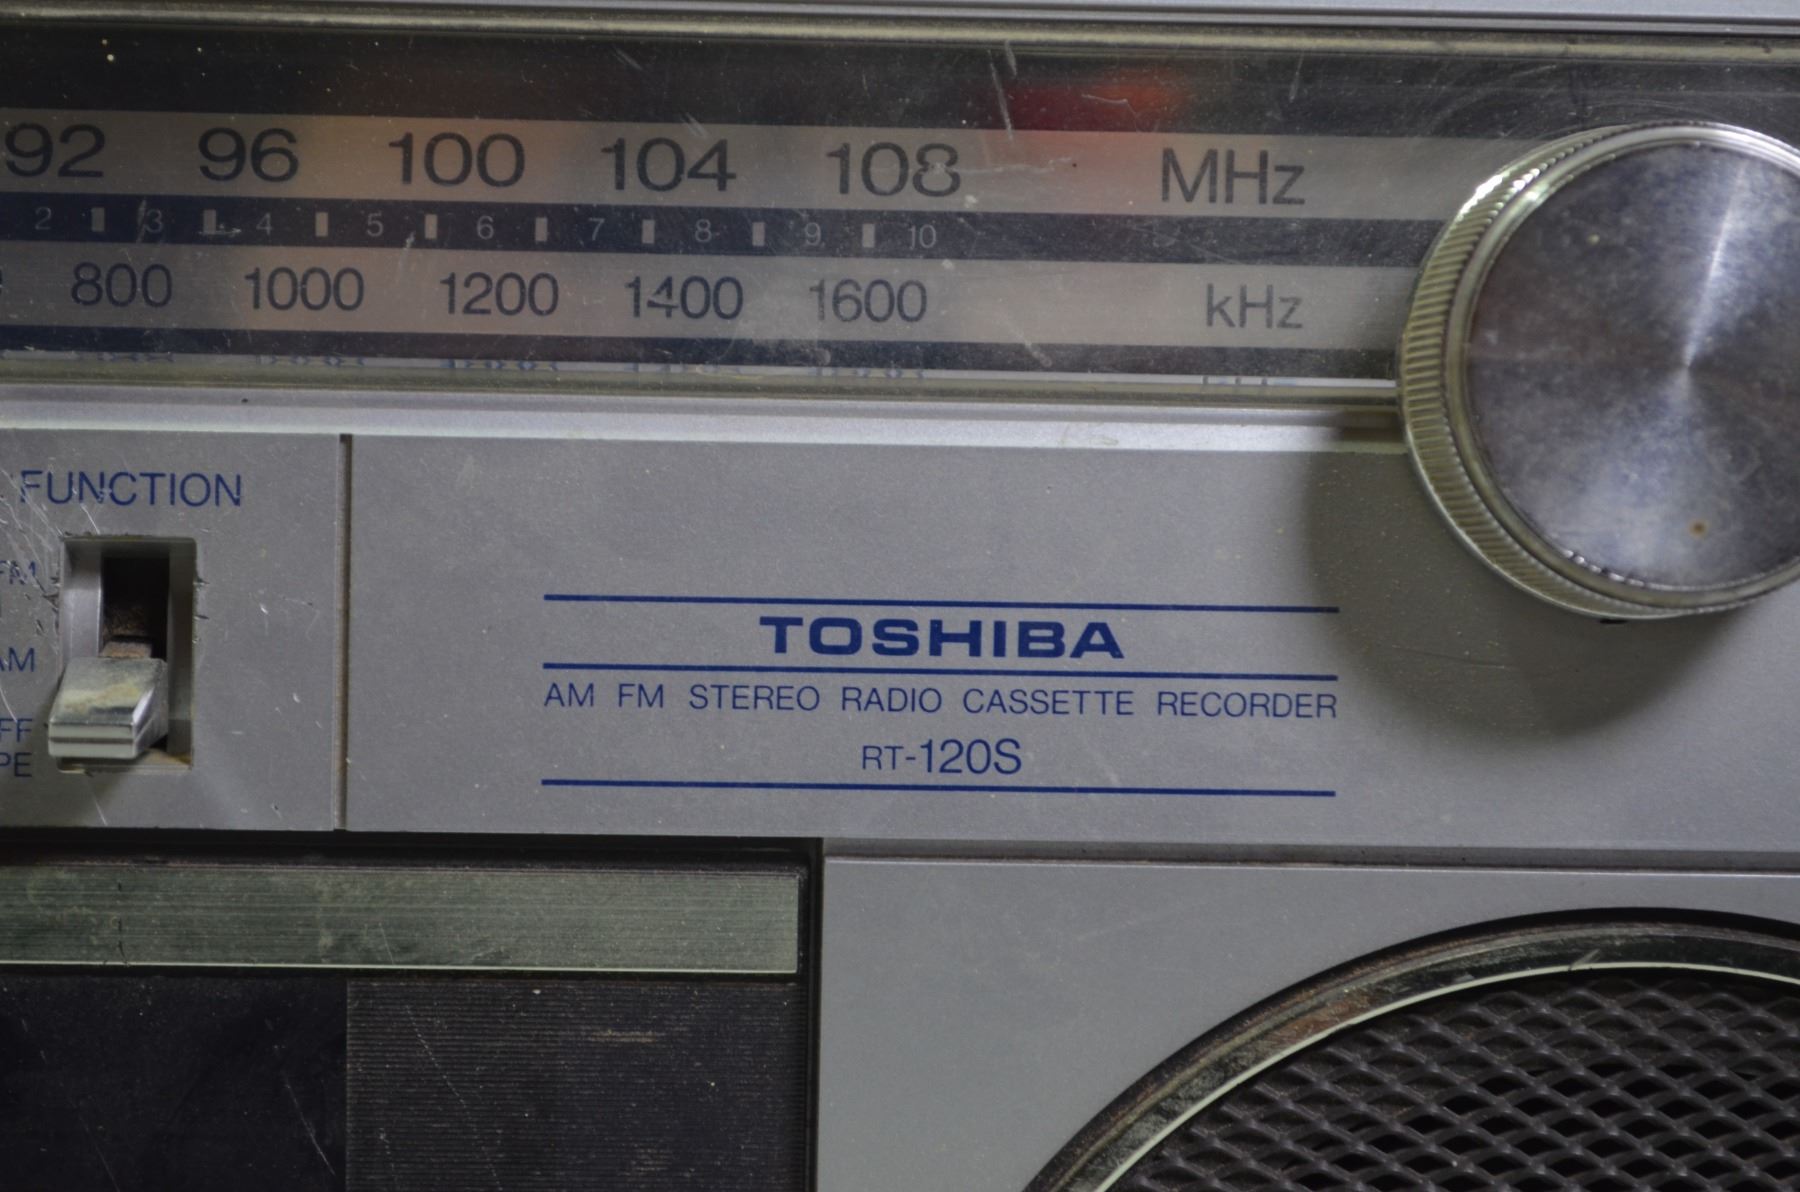 92 96 100 104 108 MHz
2 3 4 5 6 7 8 9 10
800 1000 1200 1400 1600 kHz
FUNCTION
FM
AM
TOSHIBA
AM FM STEREO RADIO CASSETTE RECORDER
RT-120S